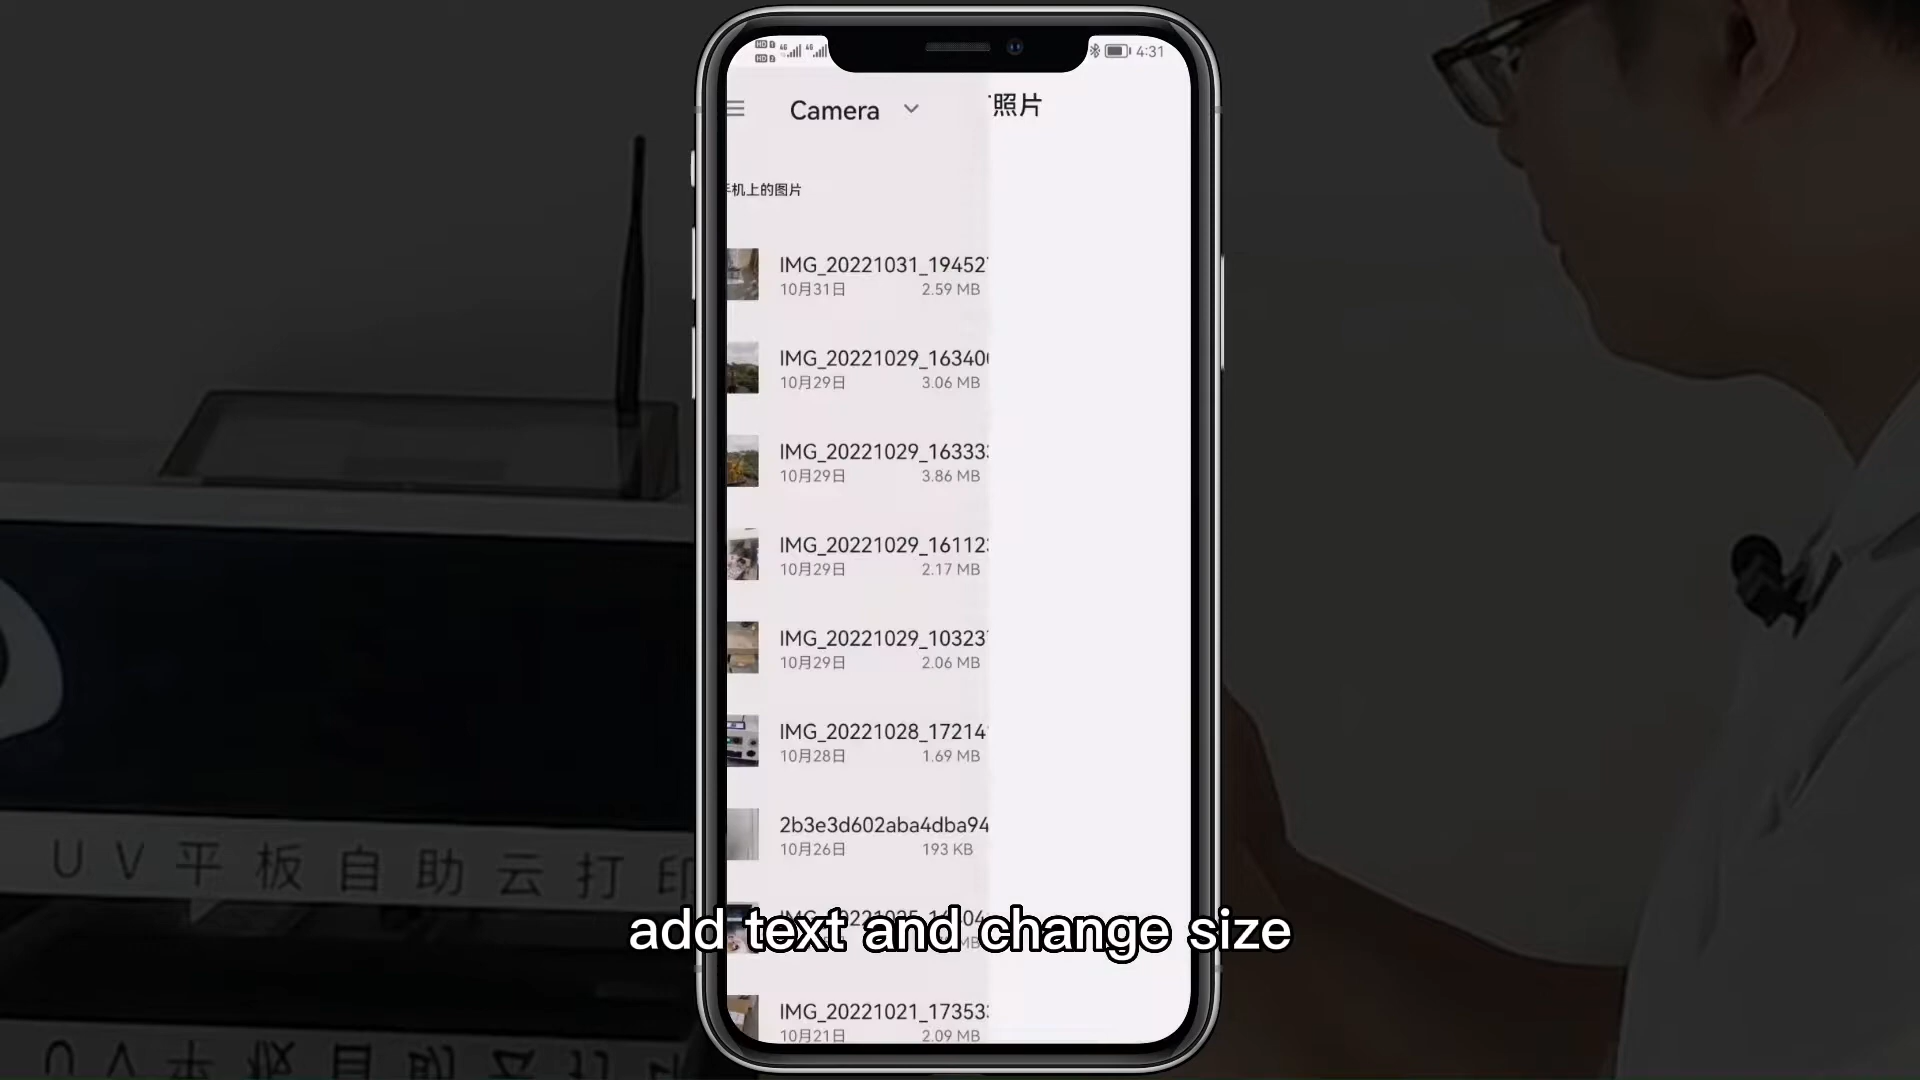 4:31
Camera
照片
机上的图片
IMG_20221031_19452
10月31日 2.59 MB
IMG_20221029_16340
10月29日 3.06 MB
IMG_20221029_16333
10月29日 3.86 MB
IMG_20221029_16112
10月29日 2.17 MB
IMG_20221029_10323
10月29日 2.06 MB
IMG_20221028_17214
10月28日 1.69 MB
2b3e3d602aba4dba94
10月26日 193 KB
add text and change size
IMG_20221021_17353
10月21日 2.09 MB
UV平板自助云打印